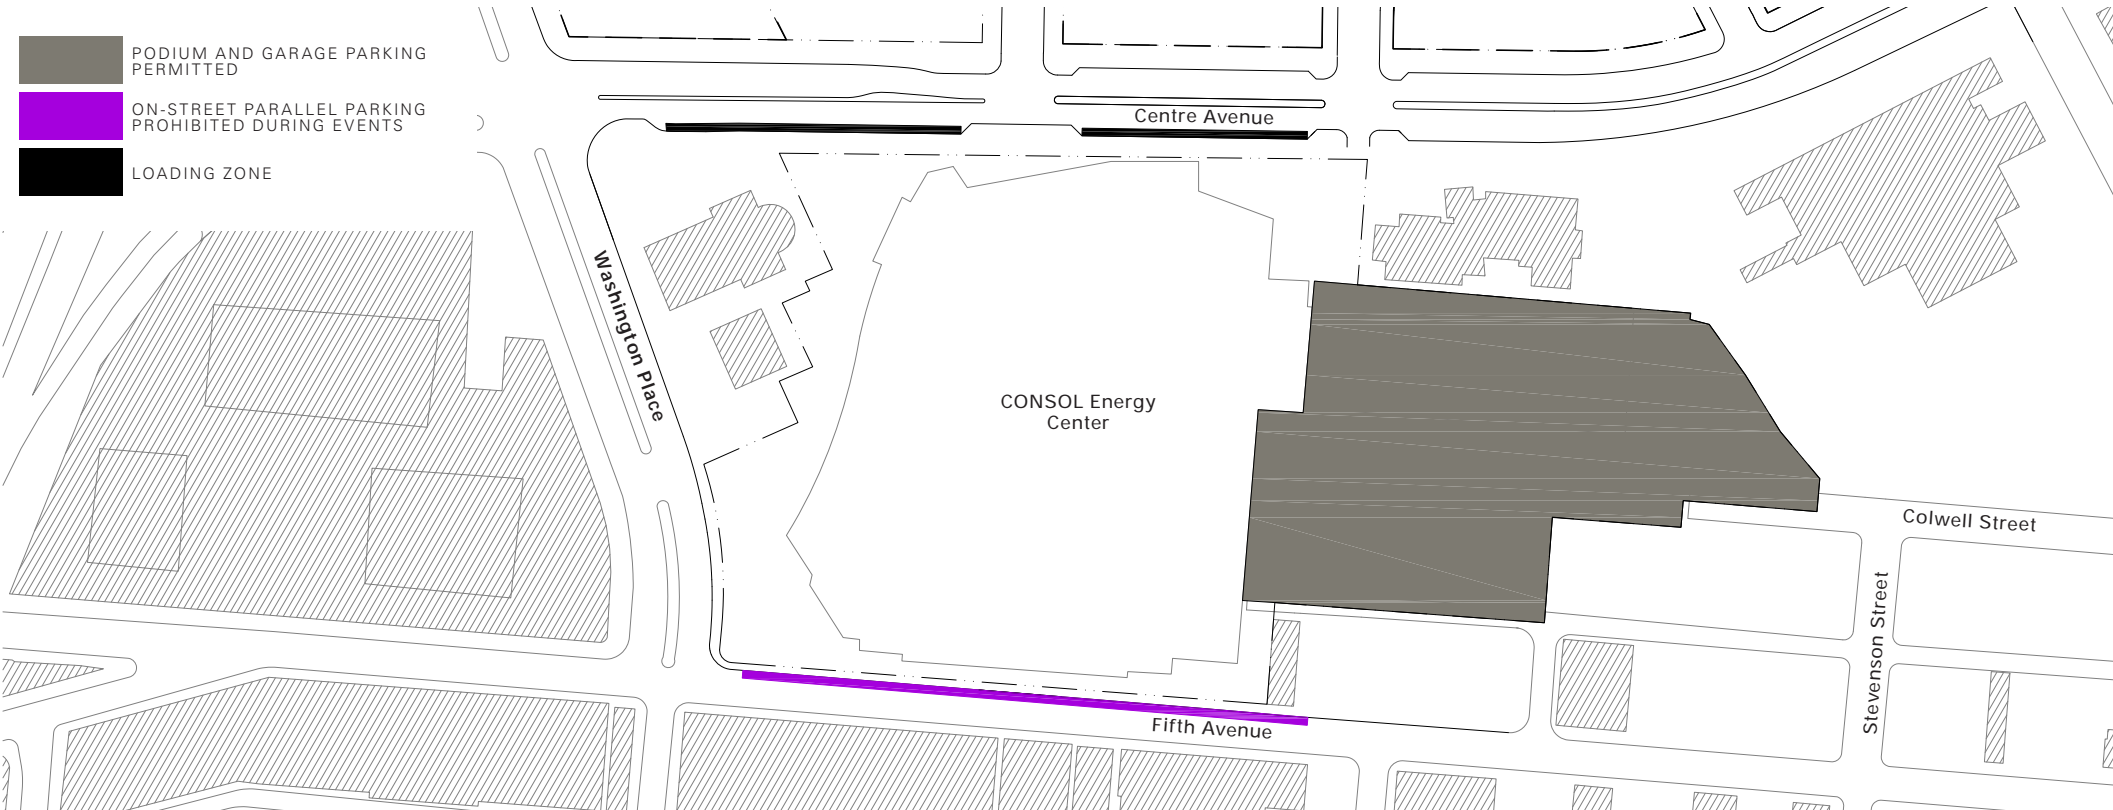 PODIUM AND GARAGE PARKING
PERMITTED
ON-STREET PARALLEL PARKING
PROHIBITED DURING EVENTS
LOADING ZONE
Centre Avenue
Washington Place
CONSOL Energy
Center
Colwell Street
Stevenson Street
Fifth Avenue